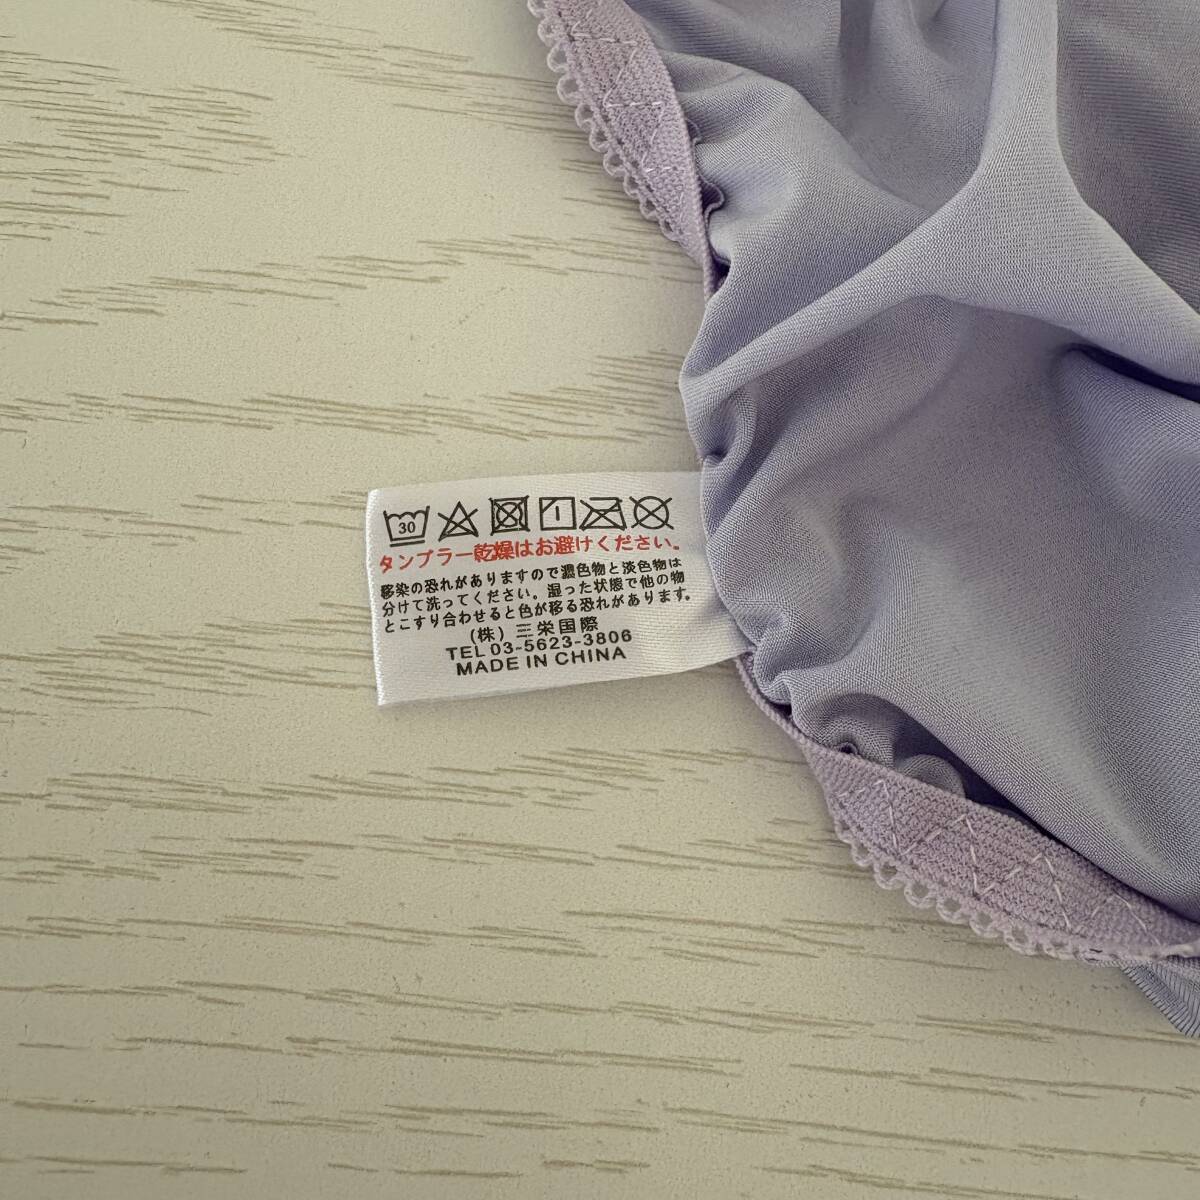 30
タンブラー乾燥はお避けください。
移染の恐れがありますので濃色物と淡色物は
分けて洗ってください。湿った状態で他の物
とこすり合わせると色が移る恐れがあります。
(株) 三栄国際
TEL 03-5623-3806
MADE IN CHINA